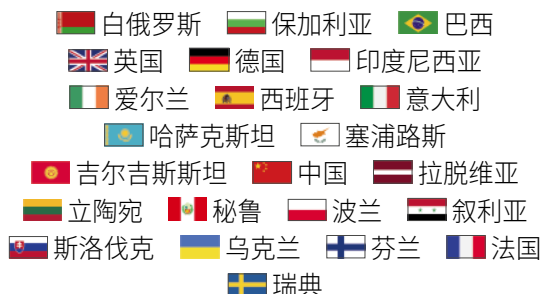 白俄罗斯 保加利亚 巴西
英国 德国 印度尼西亚
爱尔兰 西班牙 意大利
哈萨克斯坦 塞浦路斯
吉尔吉斯斯坦 中国 拉脱维亚
立陶宛 秘鲁 波兰 叙利亚
斯洛伐克 乌克兰 芬兰 法国
瑞典